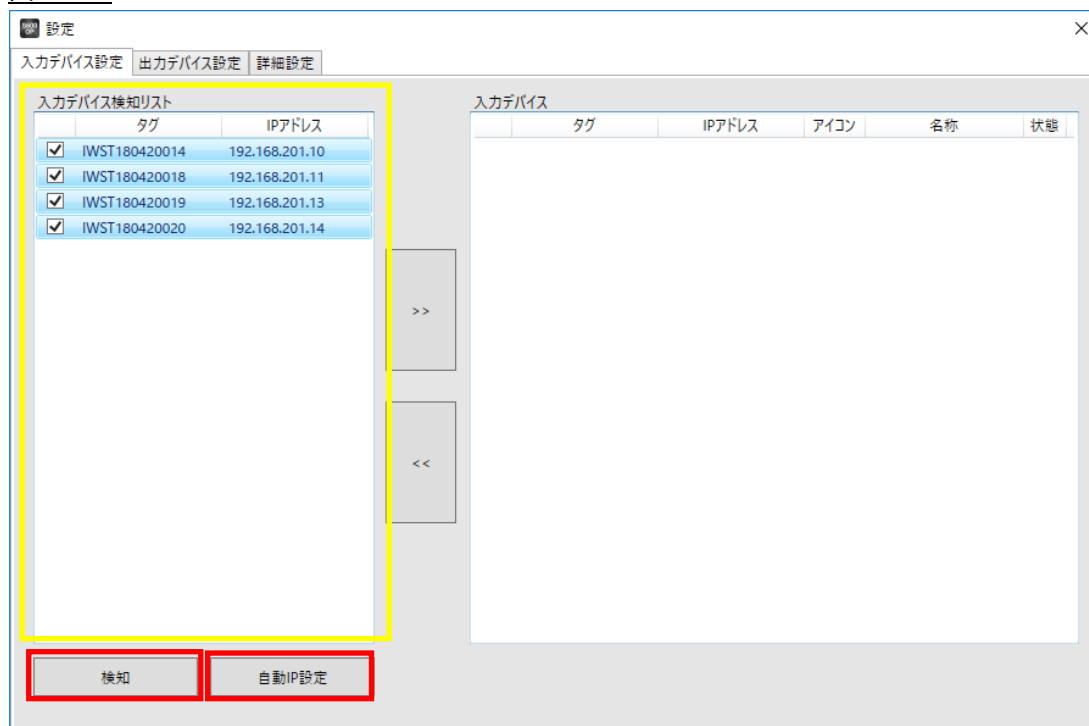 設定
入力デバイス設定 出力デバイス設定 詳細設定
入力デバイス検知リスト
タグ IPアドレス
IWST180420014 192.168.201.10
IWST180420018 192.168.201.11
IWST180420019 192.168.201.13
IWST180420020 192.168.201.14
>>
<<
入力デバイス
タグ IPアドレス アイコン 名称 状態
検知 自動IP設定